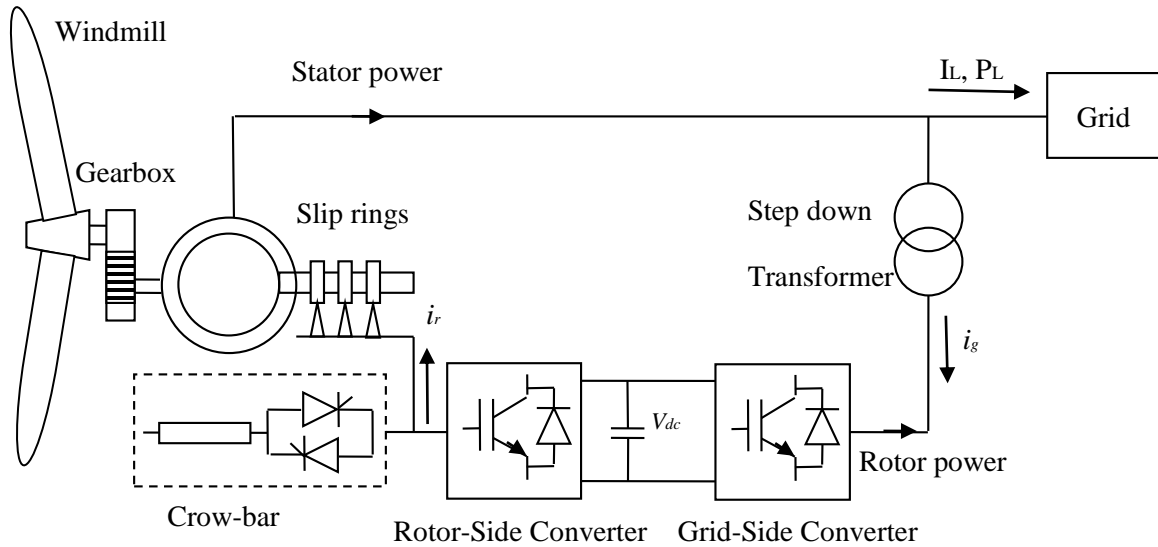 Windmill
Stator power
IL, PL
Grid
Gearbox
Slip rings
Step down
Transformer
ir
ig
Vdc
Rotor power
Crow-bar
Rotor-Side Converter
Grid-Side Converter